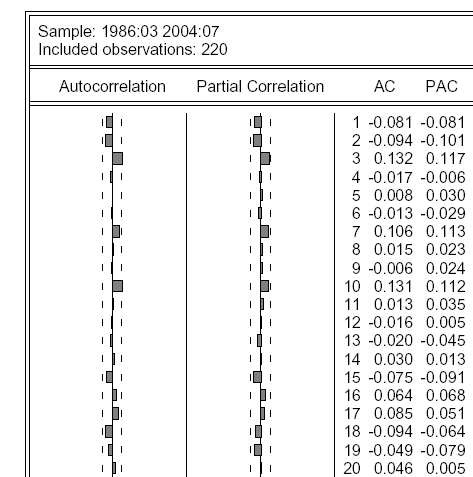 Sample: 1986:03 2004:07
Included observations: 220
Autocorrelation Partial Correlation AC PAC
1 -0.081 -0.081
2 -0.094 -0.101
3 0.132 0.117
4 -0.017 -0.006
5 0.008 0.030
6 -0.013 -0.029
7 0.106 0.113
8 0.015 0.023
9 -0.006 0.024
10 0.131 0.112
11 0.013 0.035
12 -0.016 0.005
13 -0.020 -0.045
14 0.030 0.013
15 -0.075 -0.091
16 0.064 0.068
17 0.085 0.051
18 -0.094 -0.064
19 -0.049 -0.079
20 0.046 0.005